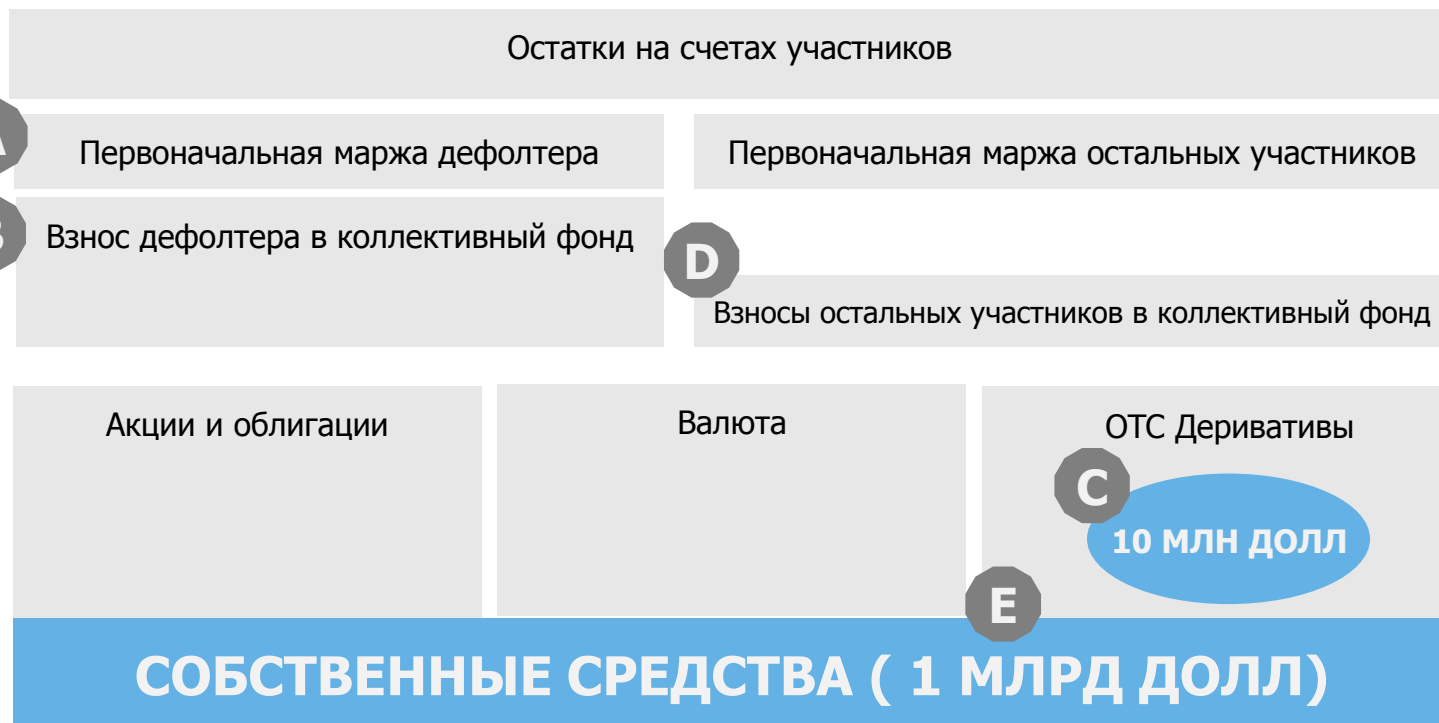 Остатки на счетах участников
A
Первоначальная маржа дефолтера
Первоначальная маржа остальных участников
B
Взнос дефолтера в коллективный фонд
D
Взносы остальных участников в коллективный фонд
Акции и облигации
Валюта
ОТС Деривативы
C
10 МЛН ДОЛЛ
E
СОБСТВЕННЫЕ СРЕДСТВА ( 1 МЛРД ДОЛЛ)